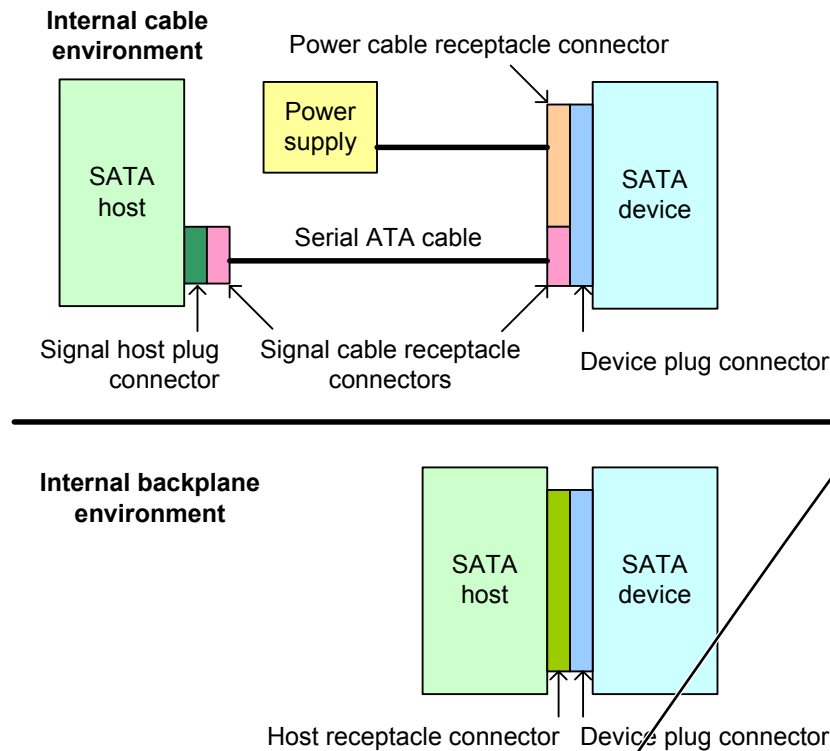 Internal cable
environment
Power cable receptacle connector
Power
supply
SATA
host
SATA
device
Serial ATA cable
Signal host plug
connector
Signal cable receptacle
connectors
Device plug connector
Internal backplane
environment
SATA
host
SATA
device
Host receptacle connector
Device plug connector